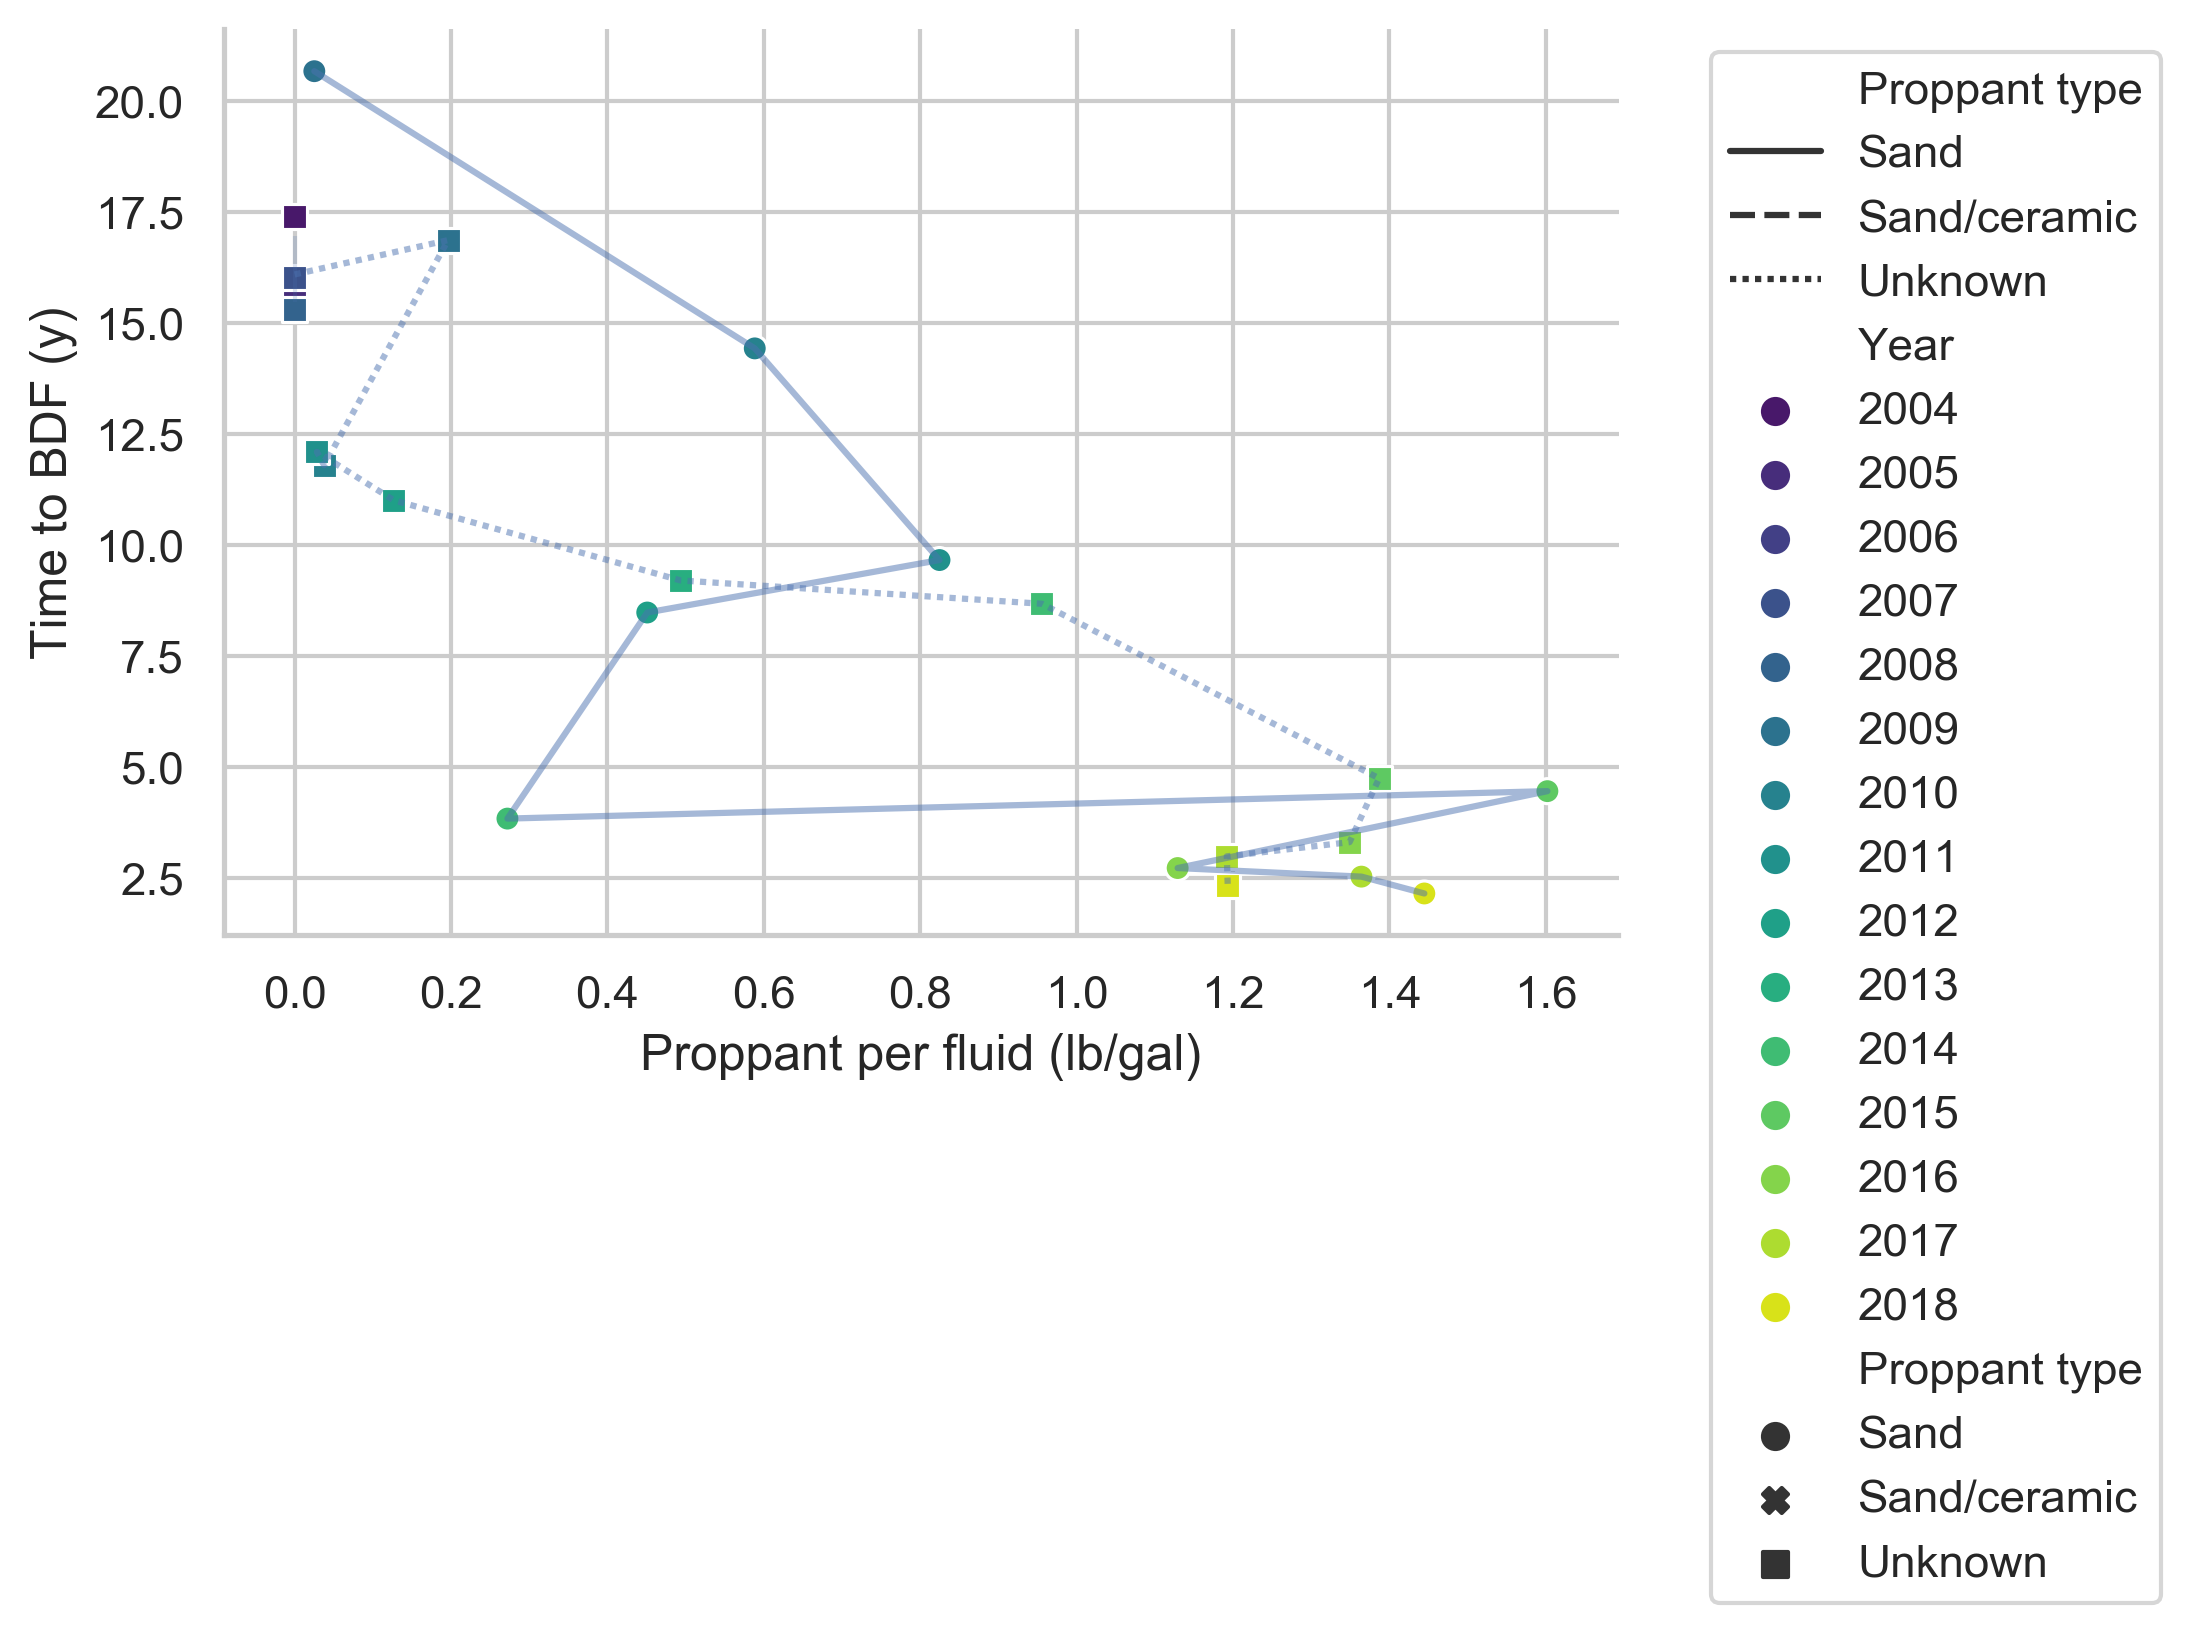 20.0
17.5
15.0
12.5
10.0
7.5
5.0
2.5
Time to BDF (y)
0.0 0.2 0.4 0.6 0.8 1.0 1.2 1.4 1.6
Proppant per fluid (lb/gal)
Proppant type
Sand
Sand/ceramic
Unknown
Year
2004
2005
2006
2007
2008
2009
2010
2011
2012
2013
2014
2015
2016
2017
2018
Proppant type
Sand
Sand/ceramic
Unknown